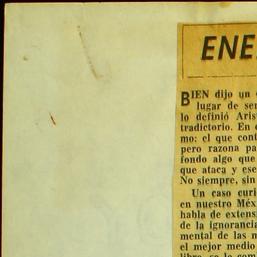 ENE
BIEN dijo un
lugar de ser
lo definió Aris
tradictorio. En
mo: el que cont
pero razona pa
fondo algo que
que ataca y ese
No siempre, sin
Un caso curi
en nuestro Méx
habla de extens
de la ignoranci
mental de las m
el mejor medio